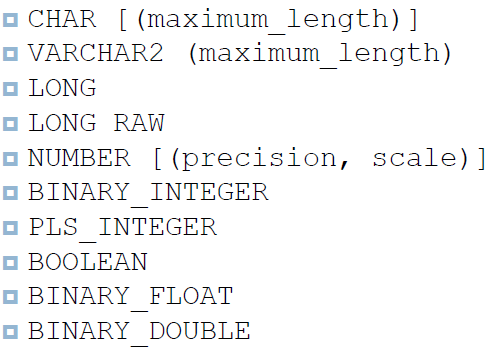 CHAR [(maximum_length)]
VARCHAR2 (maximum_length)
LONG
LONG RAW
NUMBER [(precision, scale)]
BINARY_INTEGER
PLS_INTEGER
BOOLEAN
BINARY_FLOAT
BINARY_DOUBLE